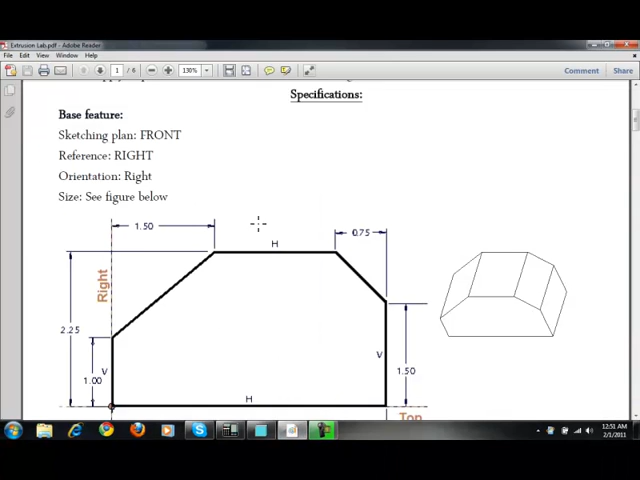 Extrusion Lab.pdf - Adobe Reader
File Edit View Window Help
1 / 6 130% Comment Share
Specifications:
Base feature:
Sketching plan: FRONT
Reference: RIGHT
Orientation: Right
Size: See figure below
1.50
0.75
H
Right
2.25
1.00
V
V
1.50
H
Top
12:51 AM
2/1/2011